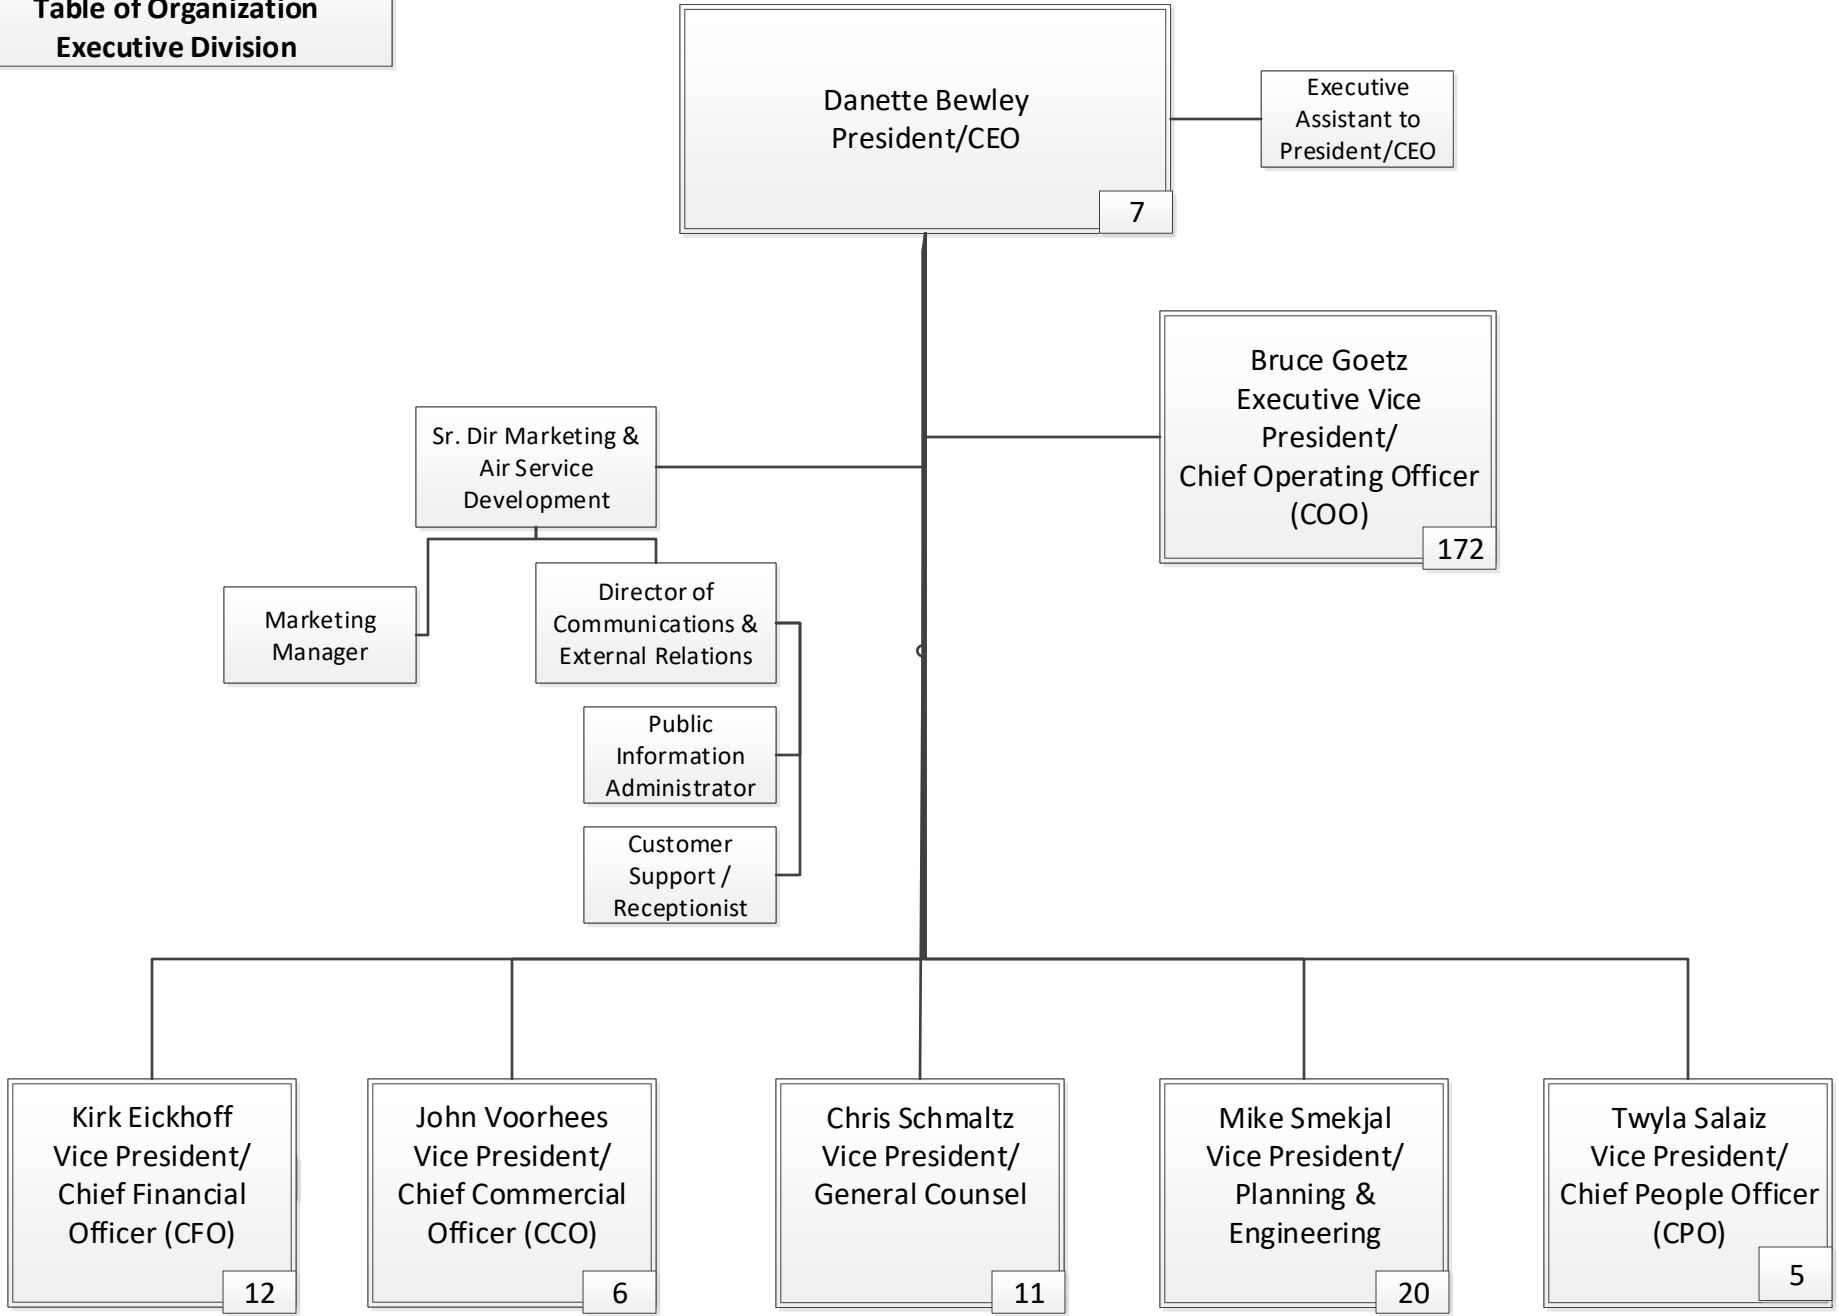 Table of Organization
Executive Division
Danette Bewley
President/CEO
7
Executive
Assistant to
President/CEO
Bruce Goetz
Executive Vice
President/
Chief Operating Officer
(COO)
172
Sr. Dir Marketing &
Air Service
Development
Marketing
Manager
Director of
Communications &
External Relations
Public
Information
Administrator
Customer
Support /
Receptionist
Kirk Eickhoff
Vice President/
Chief Financial
Officer (CFO)
12
John Voorhees
Vice President/
Chief Commercial
Officer (CCO)
6
Chris Schmaltz
Vice President/
General Counsel
11
Mike Smekjal
Vice President/
Planning &
Engineering
20
Twyla Salaiz
Vice President/
Chief People Officer
(CPO)
5